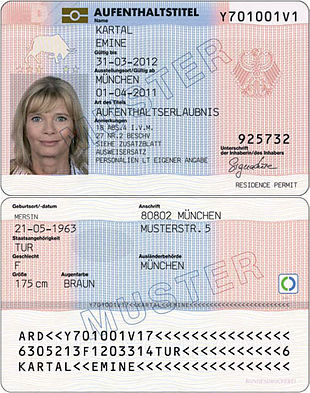 AUFENTHALTSTITEL Y701001V1
Name
KARTAL
EMINE
Gültig bis
31-03-2012
Ausstellungsort/Gültig ab
MÜNCHEN
01-04-2011
Art des Titels
AUFENTHALTSERLAUBNIS
Anmerkungen
18 ABS.4 I.V.M.
27 NR.2 BESCHV
SIEHE ZUSATZBLATT
AUSWEISERSATZ
PERSONALIEN LT EIGENER ANGABE
925732
Unterschrift
der Inhaberin/des Inhabers
RESIDENCE PERMIT
MUSTER
Geburtsort/-datum
MERSIN
21-05-1963
Staatsangehörigkeit
TUR
Geschlecht
F
Größe Augenfarbe
175 cm BRAUN
Anschrift
80802 MÜNCHEN
MUSTERSTR. 5
Ausländerbehörde
MÜNCHEN
MUSTER
ARD<<Y701001V17<<<<<<<<<<<<<<<
6305213F1203314TUR<<<<<<<<<<<6
KARTAL<<EMINE<<<<<<<<<<<<<<<<<
BUNDESDRUCKEREI